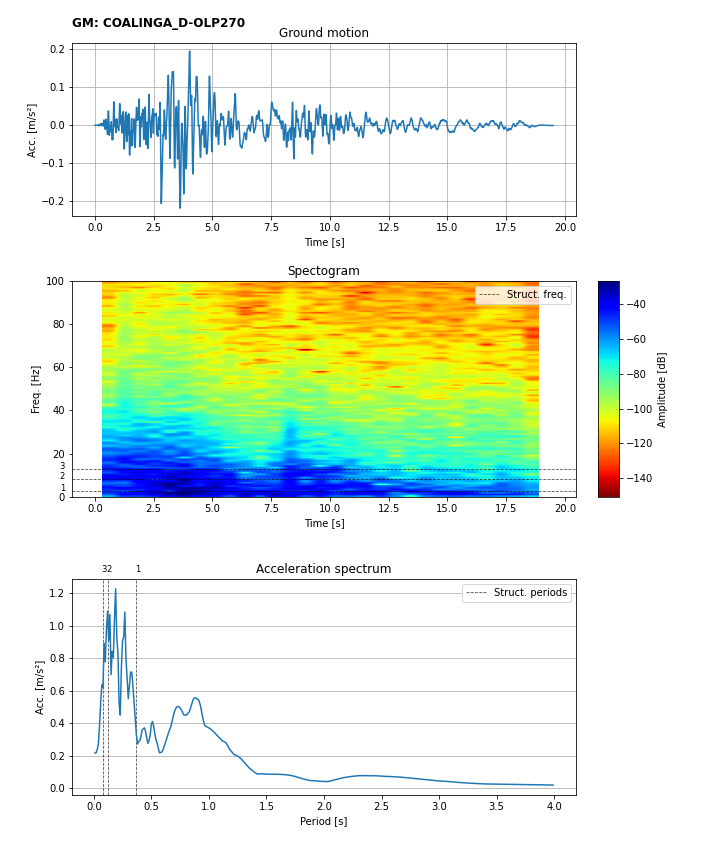 GM: COALINGA_D-OLP270
Ground motion
0.2
0.1
0.0
−0.1
−0.2
Acc. [m/s²]
0.0 2.5 5.0 7.5 10.0 12.5 15.0 17.5 20.0
Time [s]
Spectogram
100
80
60
40
20
0
3
2
1
Freq. [Hz]
Struct. freq.
0.0 2.5 5.0 7.5 10.0 12.5 15.0 17.5 20.0
Time [s]
−40
−60
−80
−100
−120
−140
Amplitude [dB]
3 2 1
Acceleration spectrum
1.2
1.0
0.8
0.6
0.4
0.2
0.0
Acc. [m/s²]
Struct. periods
0.0 0.5 1.0 1.5 2.0 2.5 3.0 3.5 4.0
Period [s]